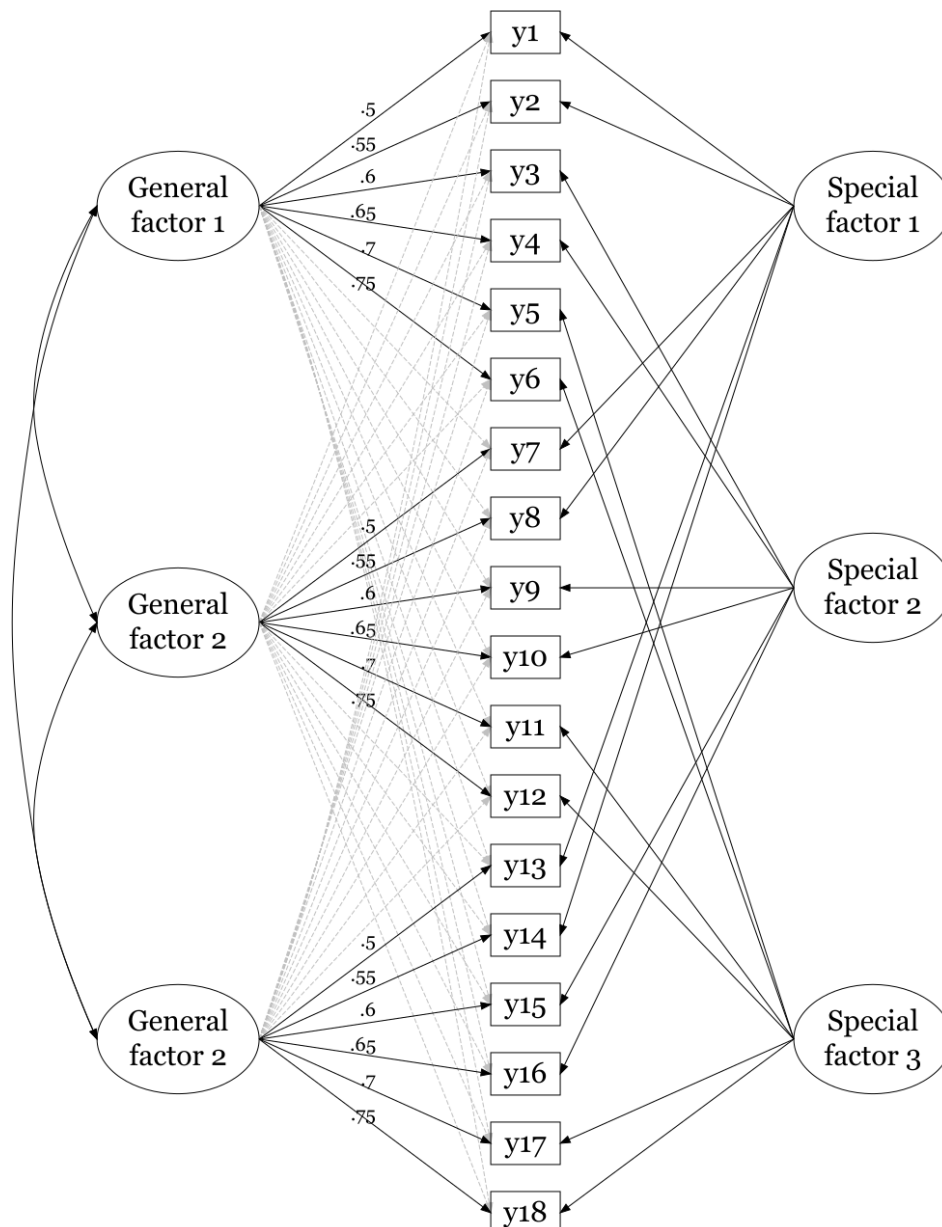 y1
y2
y3
y4
y5
y6
y7
y8
y9
y10
y11
y12
y13
y14
y15
y16
y17
y18
General
factor 1
.5
.55
.6
.65
.7
.75
General
factor 2
.5
.55
.6
.65
.7
.75
General
factor 2
.5
.55
.6
.65
.7
.75
Special
factor 1
Special
factor 2
Special
factor 3